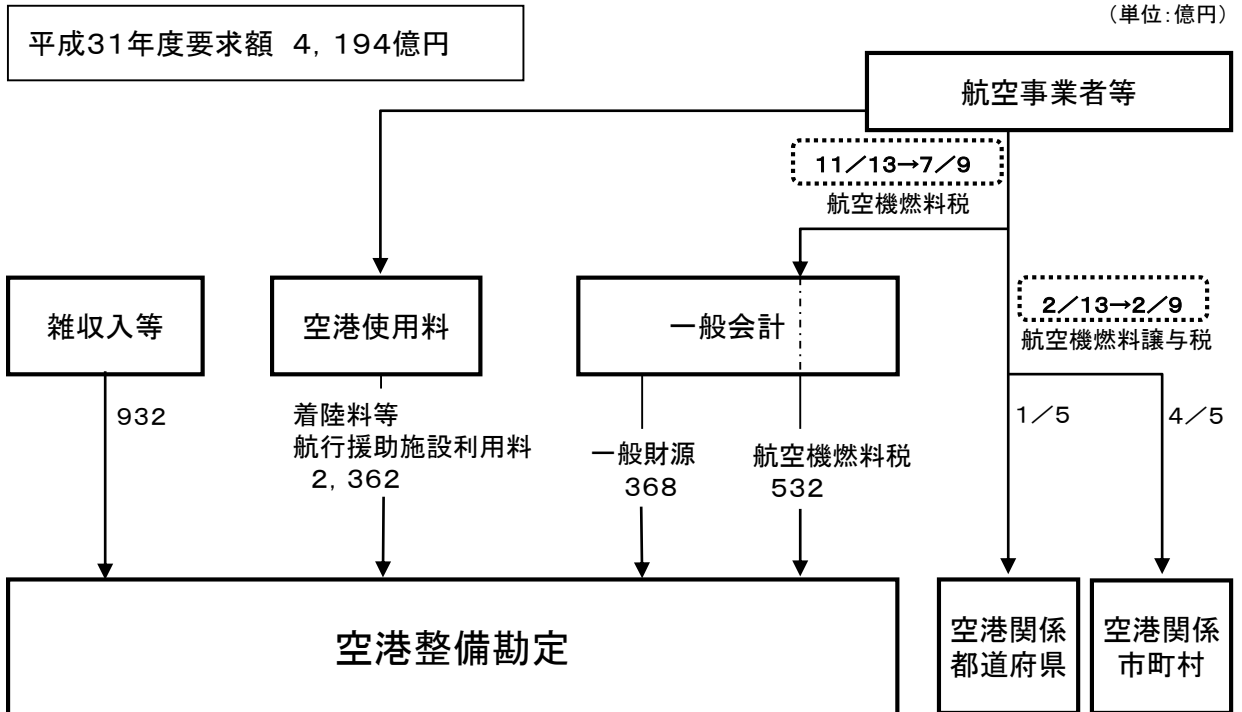 （単位：億円）
平成31年度要求額 4，194億円
航空事業者等
11／13→7／9
航空機燃料税
雑収入等
空港使用料
一般会計
2／13→2／9
航空機燃料譲与税
932
着陸料等
航行援助施設利用料
2，362
一般財源
368
航空機燃料税
532
1／5
4／5
空港整備勘定
空港関係
都道府県
空港関係
市町村